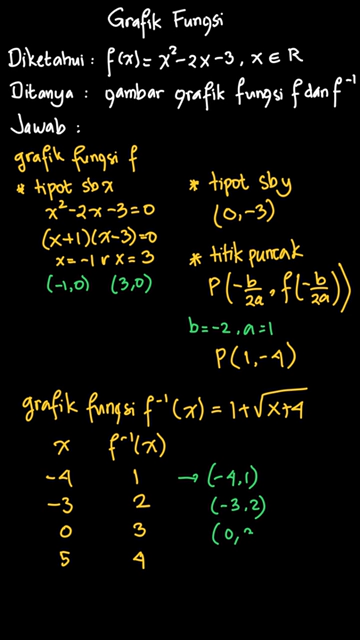 Grafik Fungsi
Diketahui : f(x) = x² - 2x - 3, x ∈ R
Ditanya : gambar grafik fungsi f dan f⁻¹
Jawab :
grafik fungsi f
* tipot sbx
x² - 2x - 3 = 0
(x+1)(x-3) = 0
x = -1 v x = 3
(-1,0) (3,0)
* tipot sby
(0,-3)
* titik puncak
P(-b/2a, f(-b/2a))
b = -2, a = 1
P(1,-4)
grafik fungsi f⁻¹(x) = 1 + √x+4
x f⁻¹(x)
-4 1 → (-4,1)
-3 2 (-3,2)
0 3 (0,
5 4